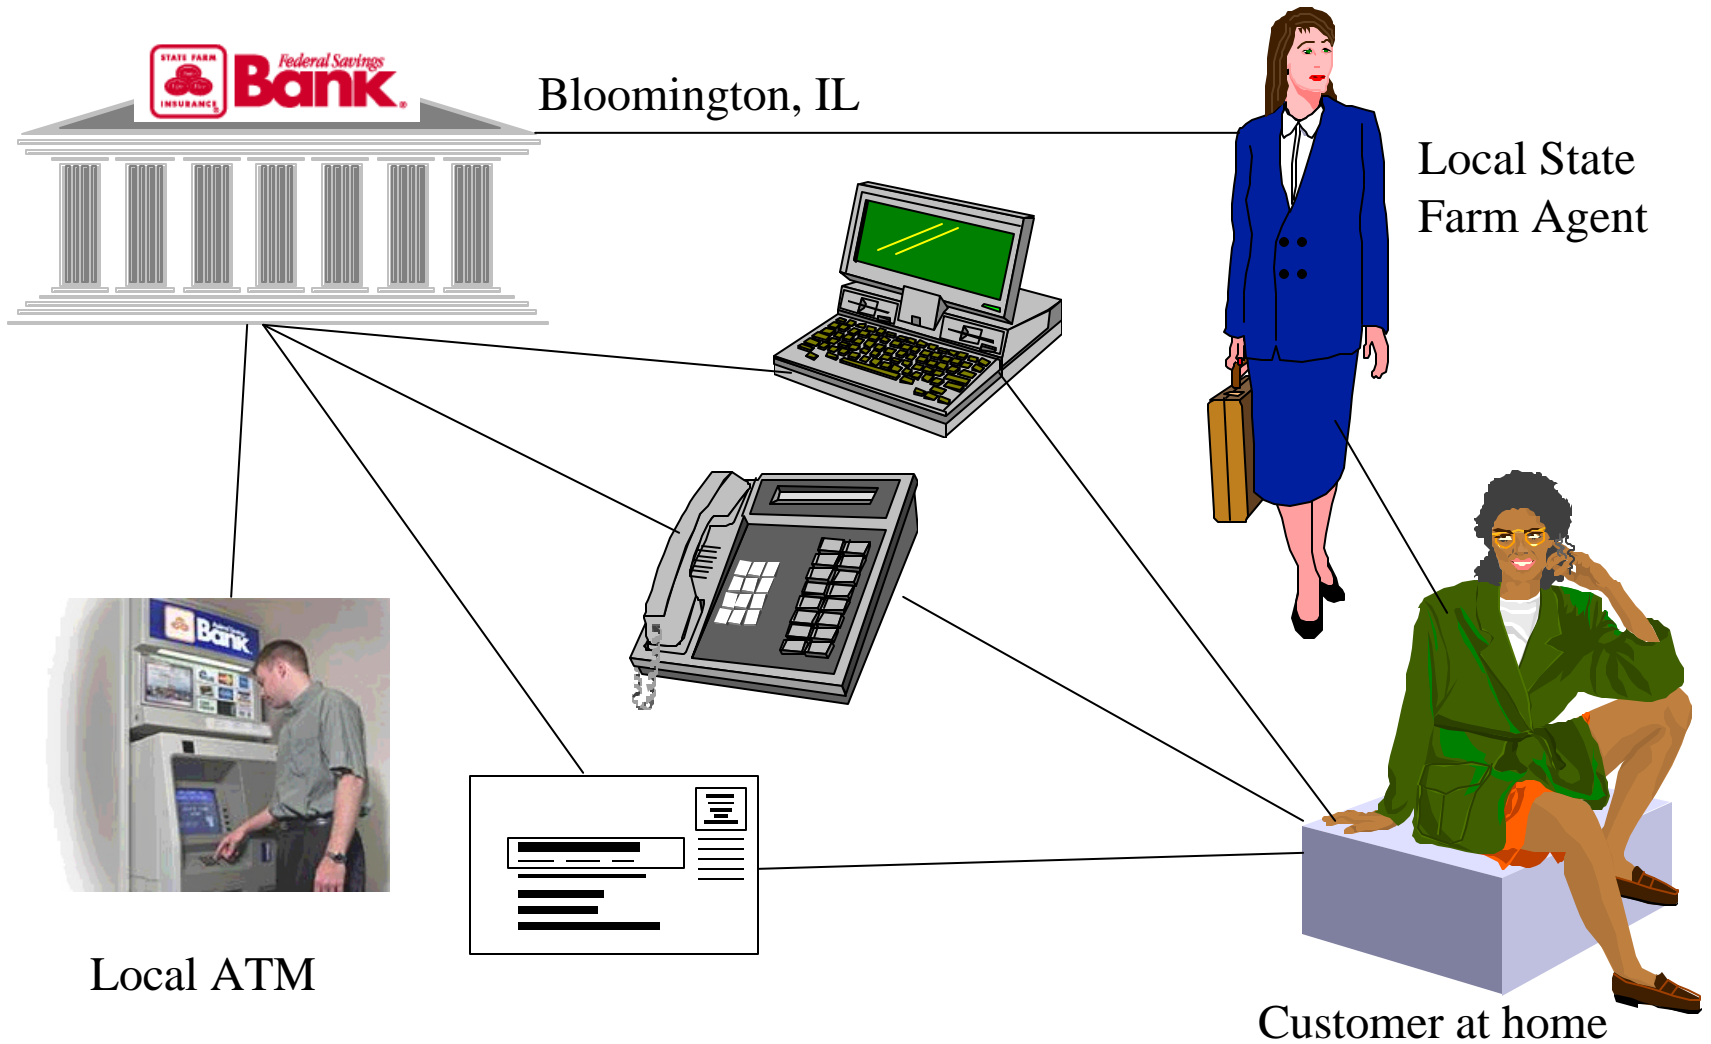 STATE FARM
INSURANCE
Federal Savings
Bank
Bloomington, IL
Local State
Farm Agent
Bank
Local ATM
Customer at home